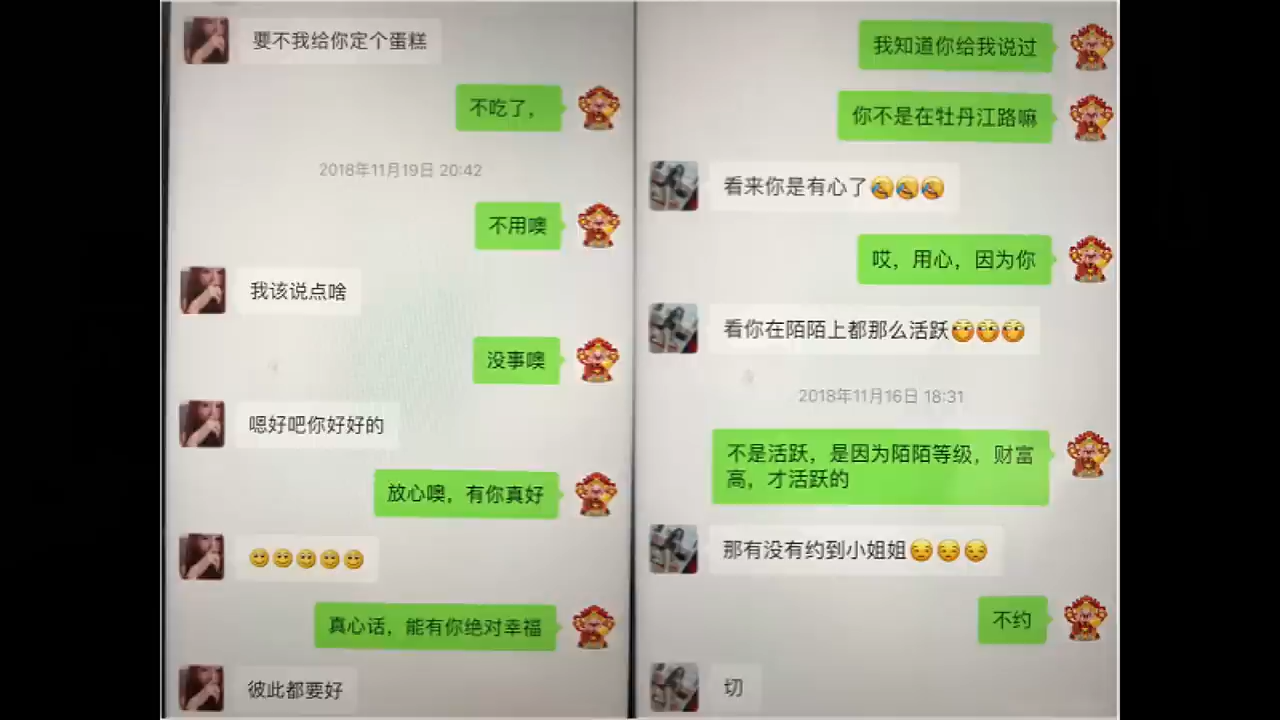 要不我给你定个蛋糕
不吃了，
2018年11月19日 20:42
不用噢
我该说点啥
没事噢
嗯好吧你好好的
放心噢，有你真好
真心话，能有你绝对幸福
彼此都要好
我知道你给我说过
你不是在牡丹江路嘛
看来你是有心了
哎，用心，因为你
看你在陌陌上都那么活跃
2018年11月16日 18:31
不是活跃，是因为陌陌等级，财富
高，才活跃的
那有没有约到小姐姐
不约
切